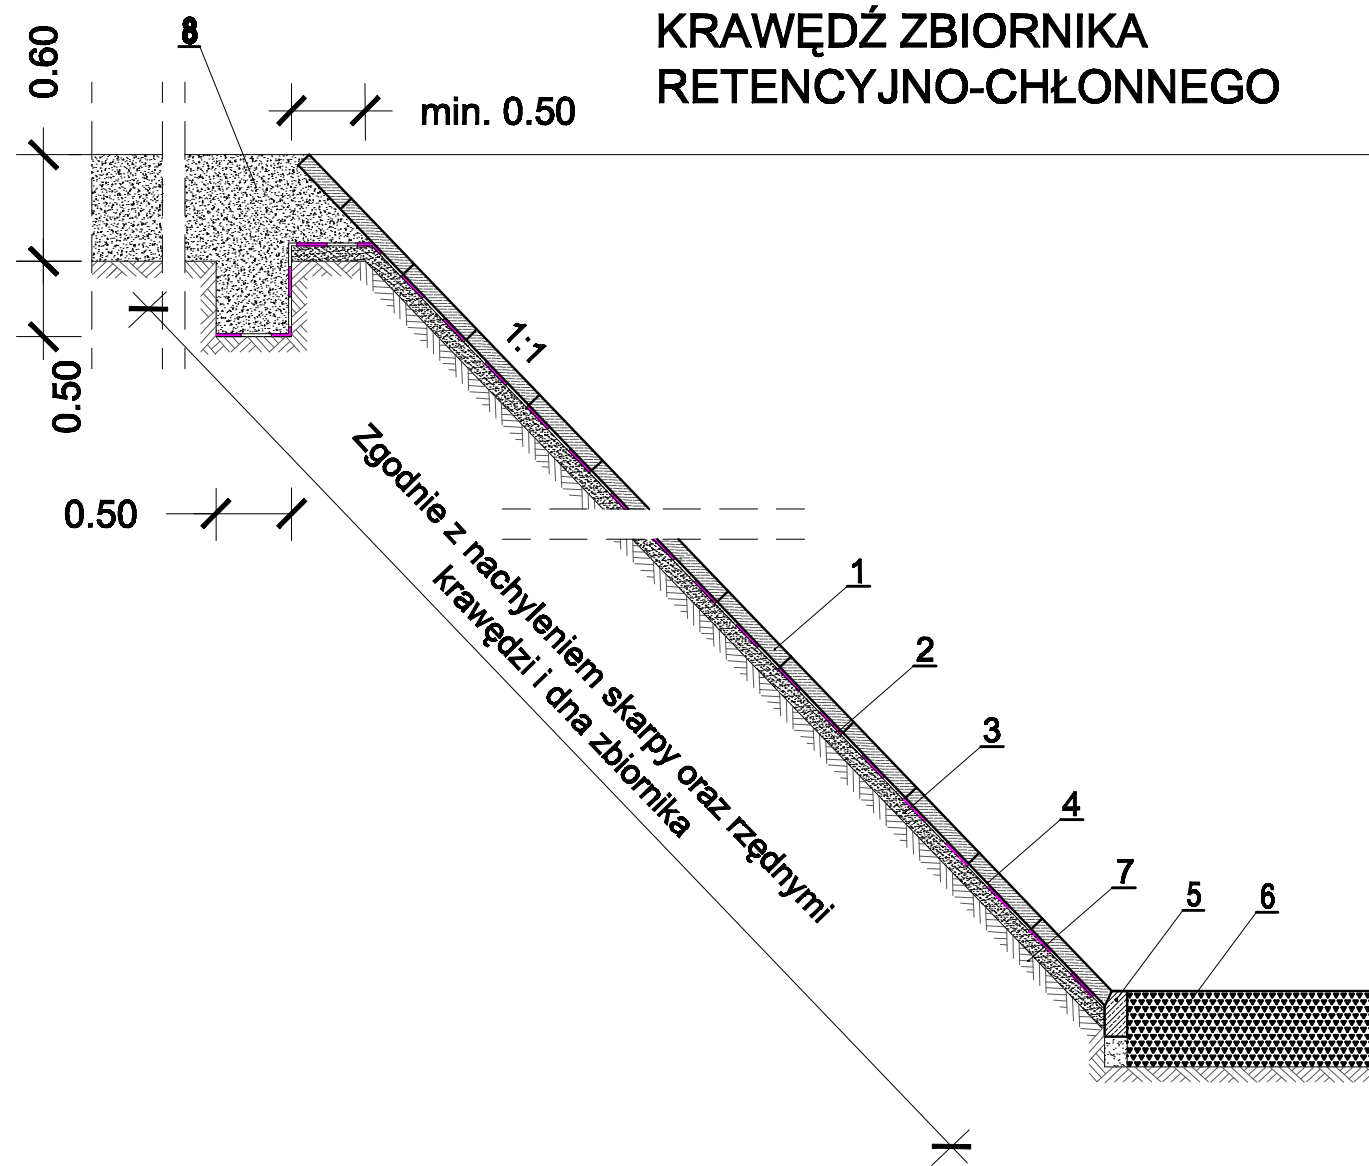 KRAWĘDŹ ZBIORNIKA
RETENCYJNO-CHŁONNEGO
8
0.60
min. 0.50
1:1
0.50
0.50
Zgodnie z nachyleniem skarpy oraz rzędnymi
krawędzi i dna zbiornika
1
2
3
4
7
5
6